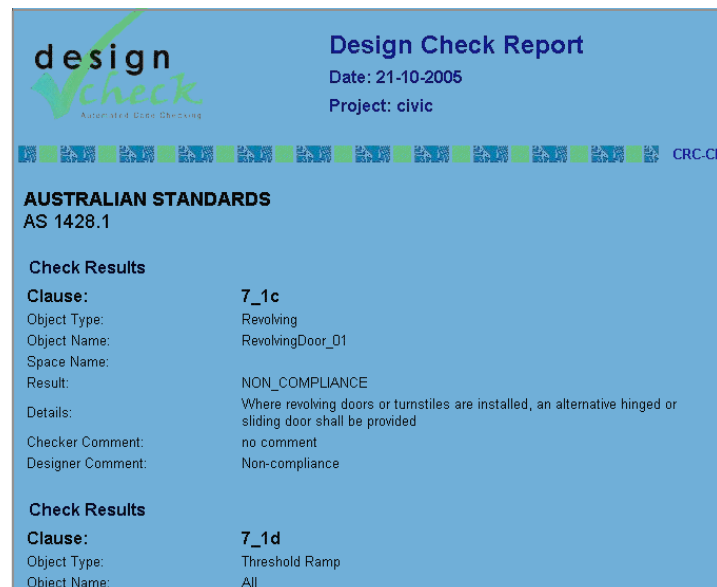 design
check
Automated Code Checking
Design Check Report
Date: 21-10-2005
Project: civic
AUSTRALIAN STANDARDS
AS 1428.1
Check Results
Clause: 7_1c
Object Type: Revolving
Object Name: RevolvingDoor_01
Space Name:
Result: NON_COMPLIANCE
Details: Where revolving doors or turnstiles are installed, an alternative hinged or
sliding door shall be provided
Checker Comment: no comment
Designer Comment: Non-compliance
Check Results
Clause: 7_1d
Object Type: Threshold Ramp
Object Name: All